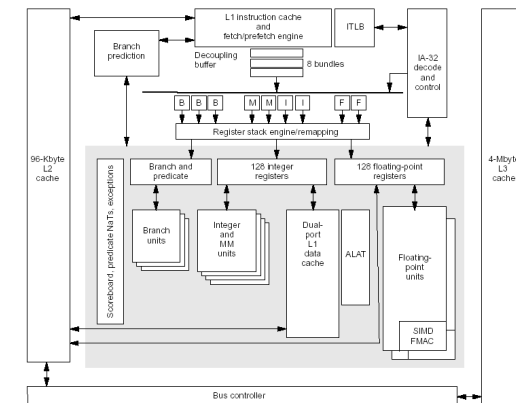 L1 instruction cache
and
fetch/prefetch engine
ITLB
Branch
prediction
Decoupling
buffer
8 bundles
IA-32
decode
and
control
B B B M M I I F F
Register stack engine/remapping
96-Kbyte
L2
cache
4-Mbyte
L3
cache
Scoreboard, predicate NaTs, exceptions
Branch and
predicate
128 integer
registers
128 floating-point
registers
Branch
units
Integer
and
MM
units
Dual-
port
L1
data
cache
ALAT
Floating-
point
units
SIMD
FMAC
Bus controller